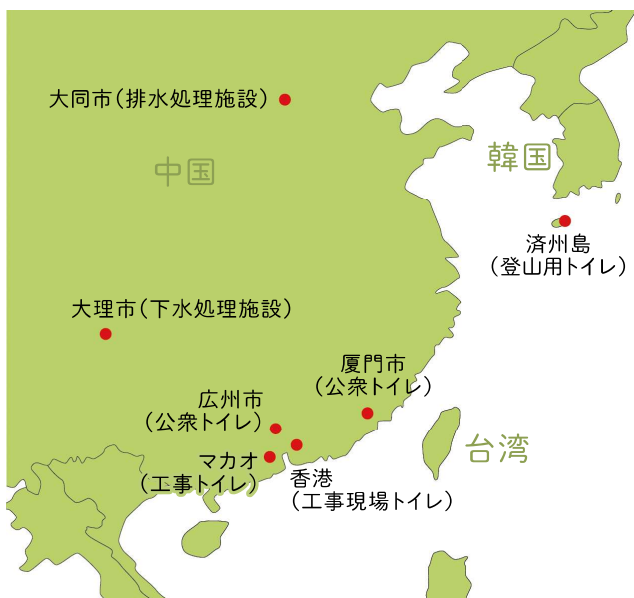 大同市(排水処理施設)
中国
韓国
済州島
(登山用トイレ)
大理市(下水処理施設)
厦門市
(公衆トイレ)
広州市
(公衆トイレ)
台湾
マカオ
(工事トイレ)
香港
(工事現場トイレ)